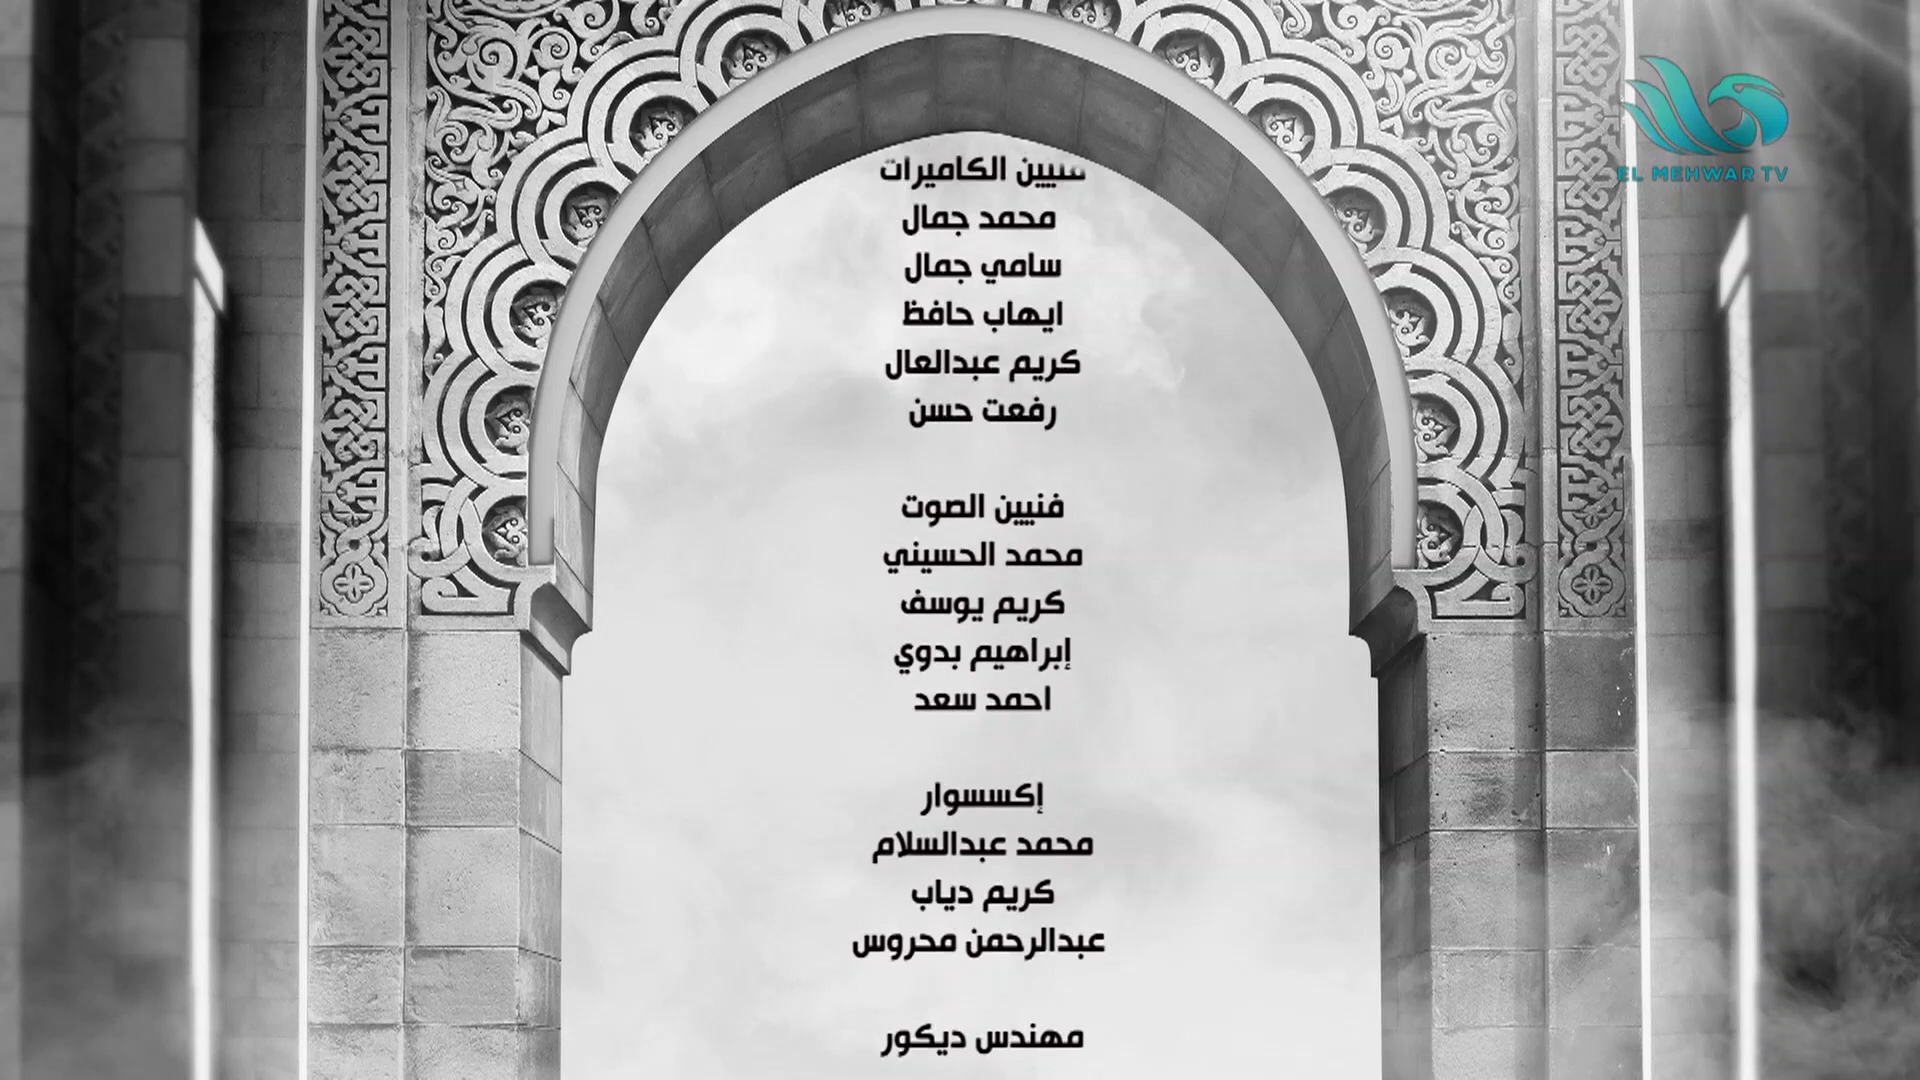 فنيين الكاميرات
محمد جمال
سامي جمال
ايهاب حافظ
كريم عبدالعال
رفعت حسن
فنيين الصوت
محمد الحسيني
كريم يوسف
إبراهيم بدوي
احمد سعد
إكسسوار
محمد عبدالسلام
كريم دياب
عبدالرحمن محروس
مهندس ديكور
EL MEHWAR TV